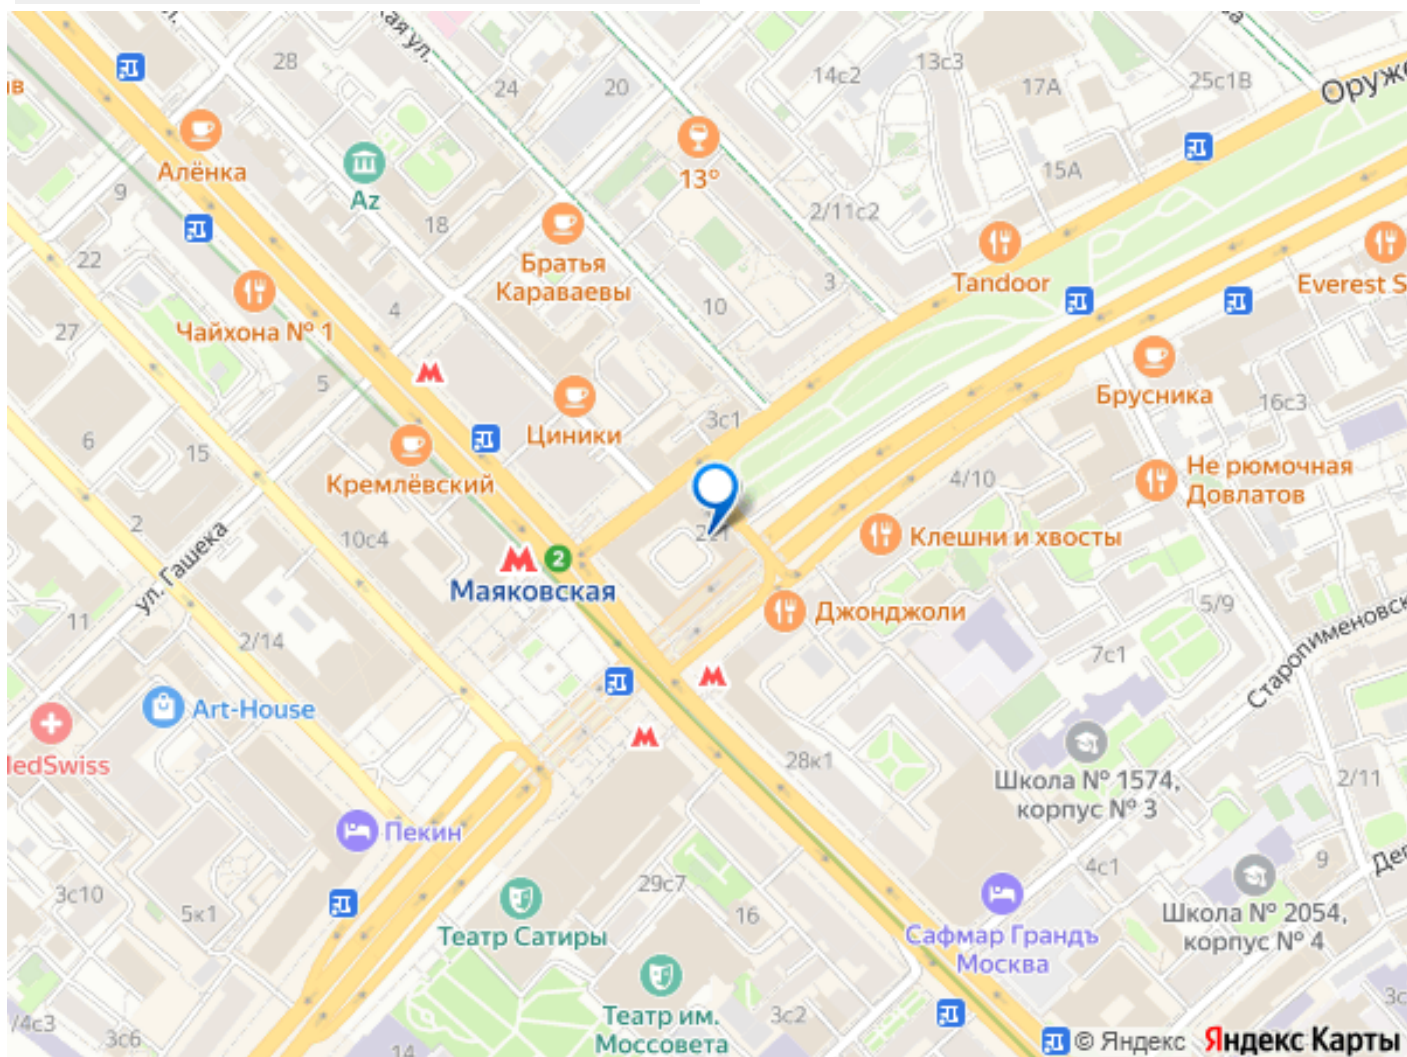 28
24
20
14с2
13с3
17А
25с1В
Алёнка
Az
13°
15А
9
18
2/11с2
Братья
Караваевы
Tandoor
22
3
Everest S
Чайхона № 1
4
10
27
5
Брусника
16с3
3с1
Циники
6
15
Кремлёвский
4/10
Не рюмочная
Довлатов
2
10с4
Клешни и хвосты
ул. Гашека
2
Маяковская
11
Джонджоли
5/9
2/14
7с1
Art-House
28к1
Школа № 1574,
корпус № 3
2/11
Пекин
4с1
9
3с10
5к1
29с7
16
Театр Сатиры
Сафмар Грандъ
Москва
Школа № 2054,
корпус № 4
Театр им.
Моссовета
/4с3
3с6
14
3с2
© Яндекс
Яндекс Карты